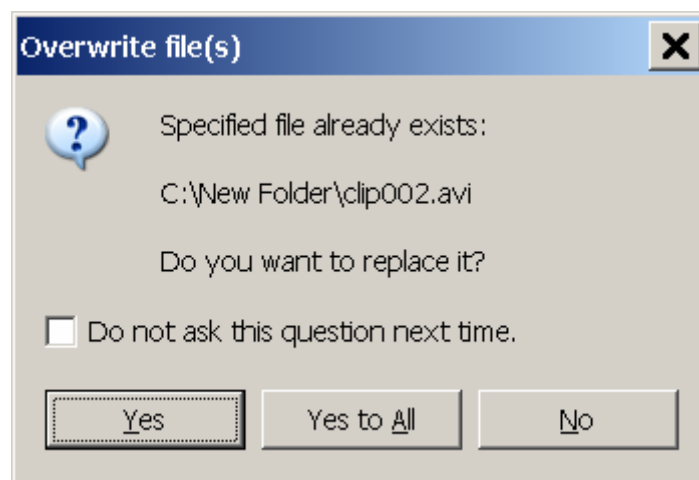 Overwrite file(s)
Specified file already exists:
C:\New Folder\clip002.avi
Do you want to replace it?
Do not ask this question next time.
Yes Yes to All No